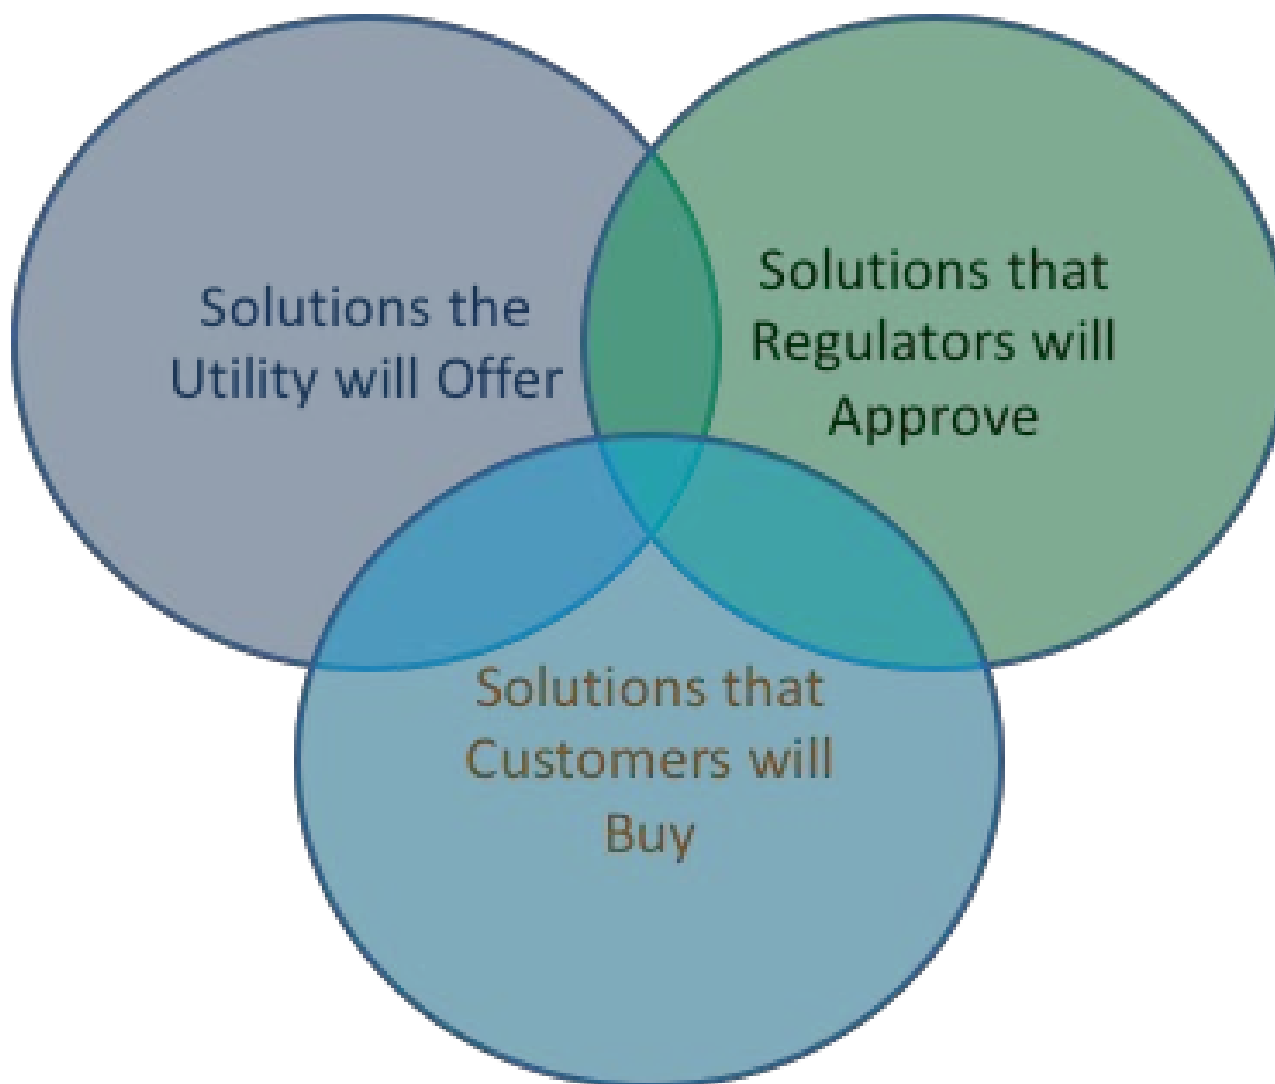 Solutions the
Utility will Offer
Solutions that
Regulators will
Approve
Solutions that
Customers will
Buy